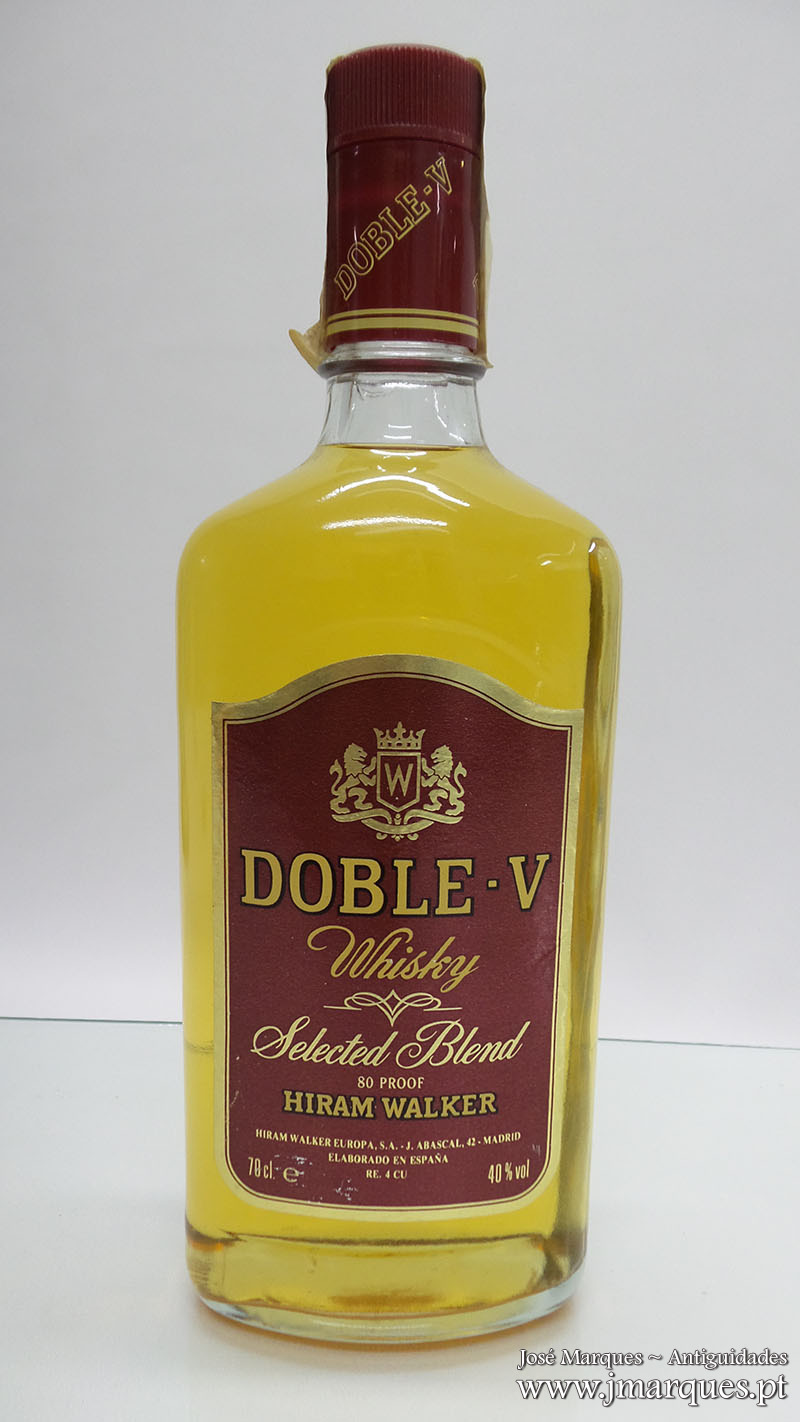 DOBLE-V
W
DOBLE-V
Whisky
Selected Blend
80 PROOF
HIRAM WALKER
HIRAM WALKER EUROPA, S.A. - J. ABASCAL, 42 - MADRID
ELABORADO EN ESPAÑA
RE. 4 CU
70 cl. e 40% vol
José Marques ~ Antiguidades
www.jmarques.pt